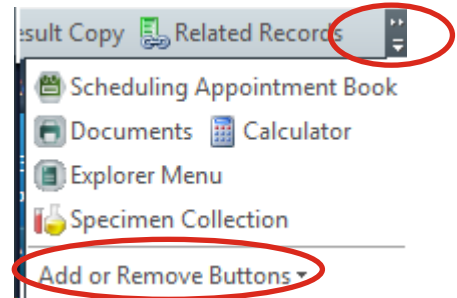 esult Copy Related Records
Scheduling Appointment Book
Documents Calculator
Explorer Menu
Specimen Collection
Add or Remove Buttons